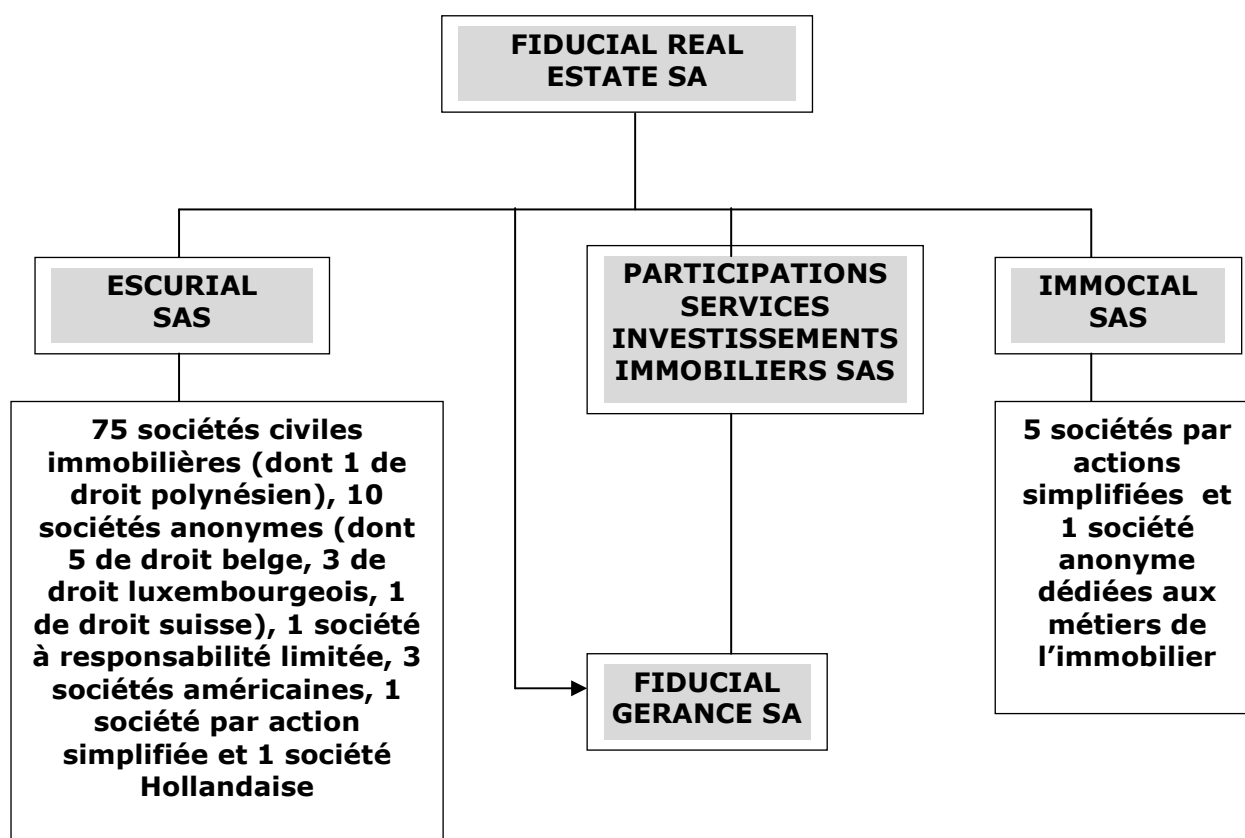 FIDUCIAL REAL
ESTATE SA
ESCURIAL
SAS
PARTICIPATIONS
SERVICES
INVESTISSEMENTS
IMMOBILIERS SAS
IMMOCIAL
SAS
75 sociétés civiles
immobilières (dont 1 de
droit polynésien), 10
sociétés anonymes (dont
5 de droit belge, 3 de
droit luxembourgeois, 1
de droit suisse), 1 société
à responsabilité limitée, 3
sociétés américaines, 1
société par action
simplifiée et 1 société
Hollandaise
FIDUCIAL
GERANCE SA
5 sociétés par
actions
simplifiées et
1 société
anonyme
dédiées aux
métiers de
l’immobilier